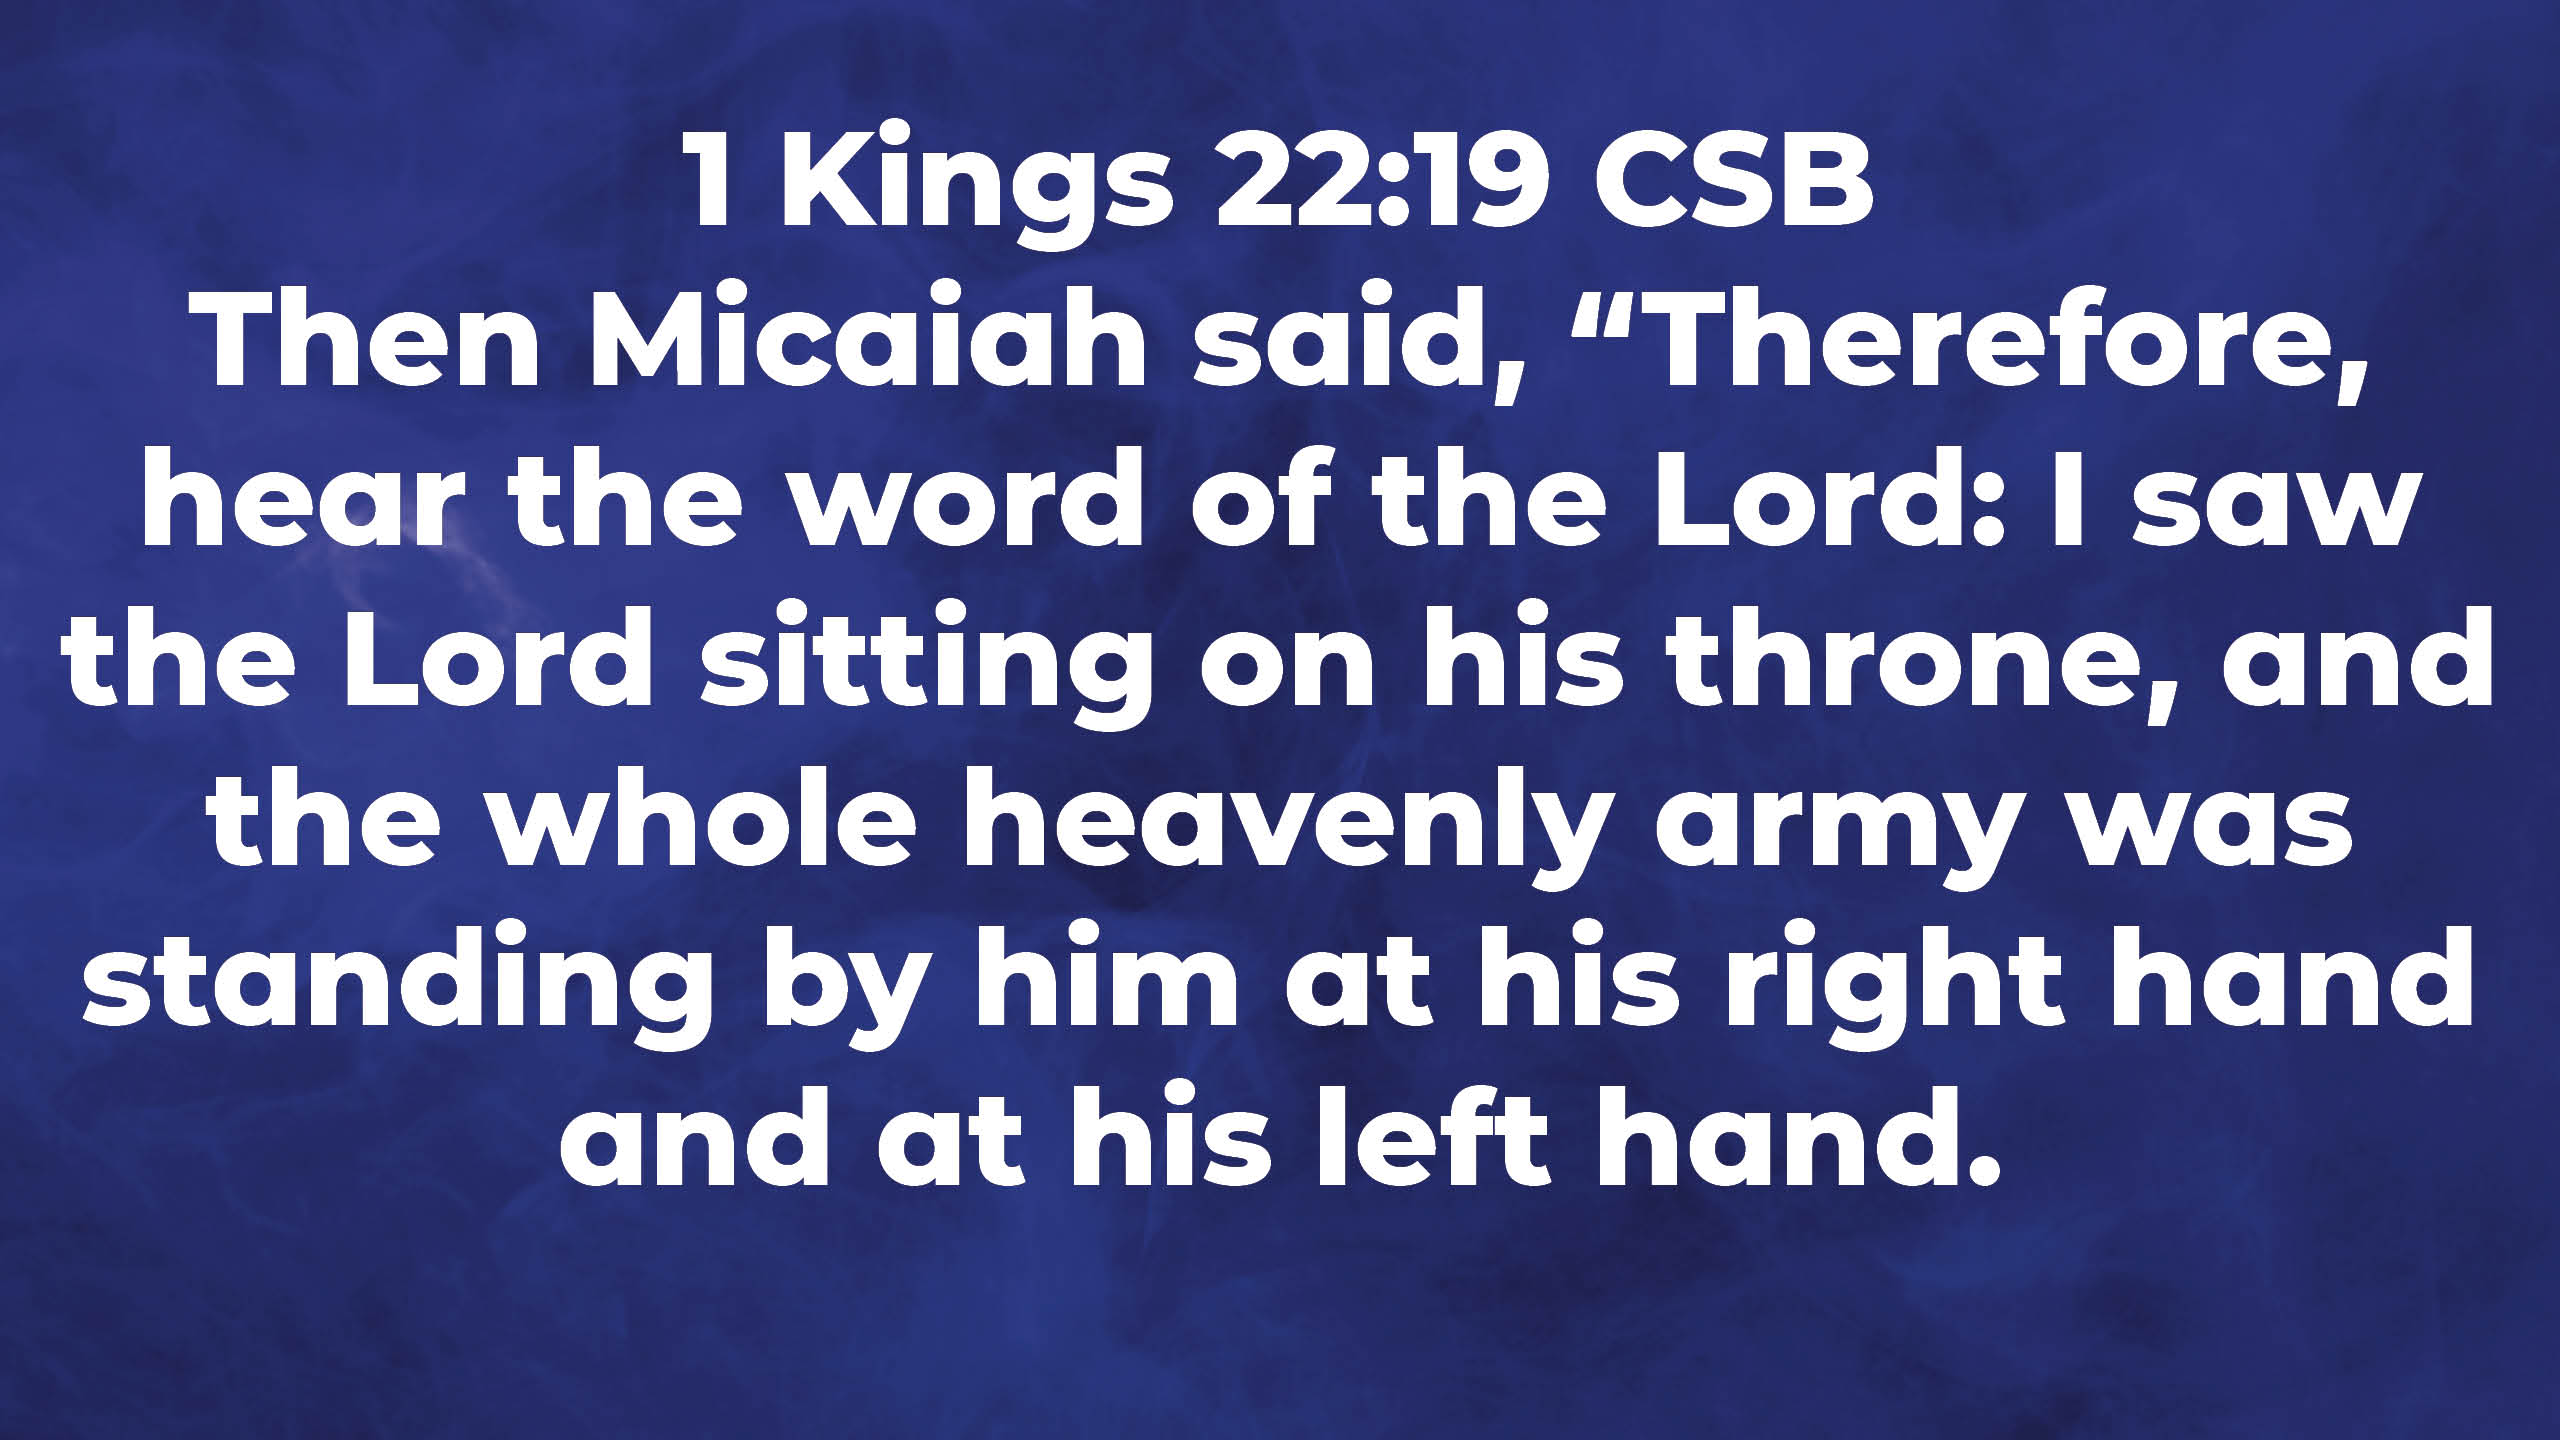 1 Kings 22:19 CSB
Then Micaiah said, “Therefore,
hear the word of the Lord: I saw
the Lord sitting on his throne, and
the whole heavenly army was
standing by him at his right hand
and at his left hand.